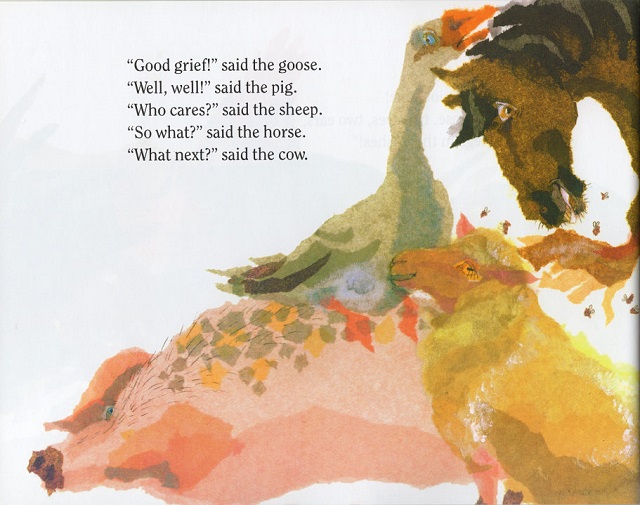 “Good grief!” said the goose.
“Well, well!” said the pig.
“Who cares?” said the sheep.
“So what?” said the horse.
“What next?” said the cow.